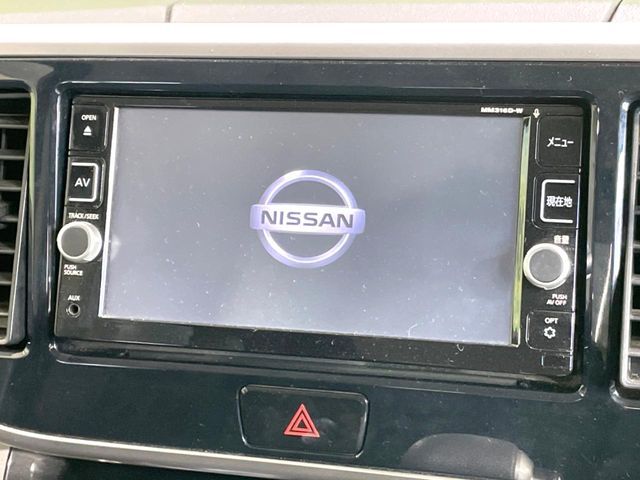 MM316D-W
OPEN
AV
TRACK/SEEK
PUSH
SOURCE
AUX
NISSAN
メニュー
現在地
音量
PUSH
AV OFF
OPT